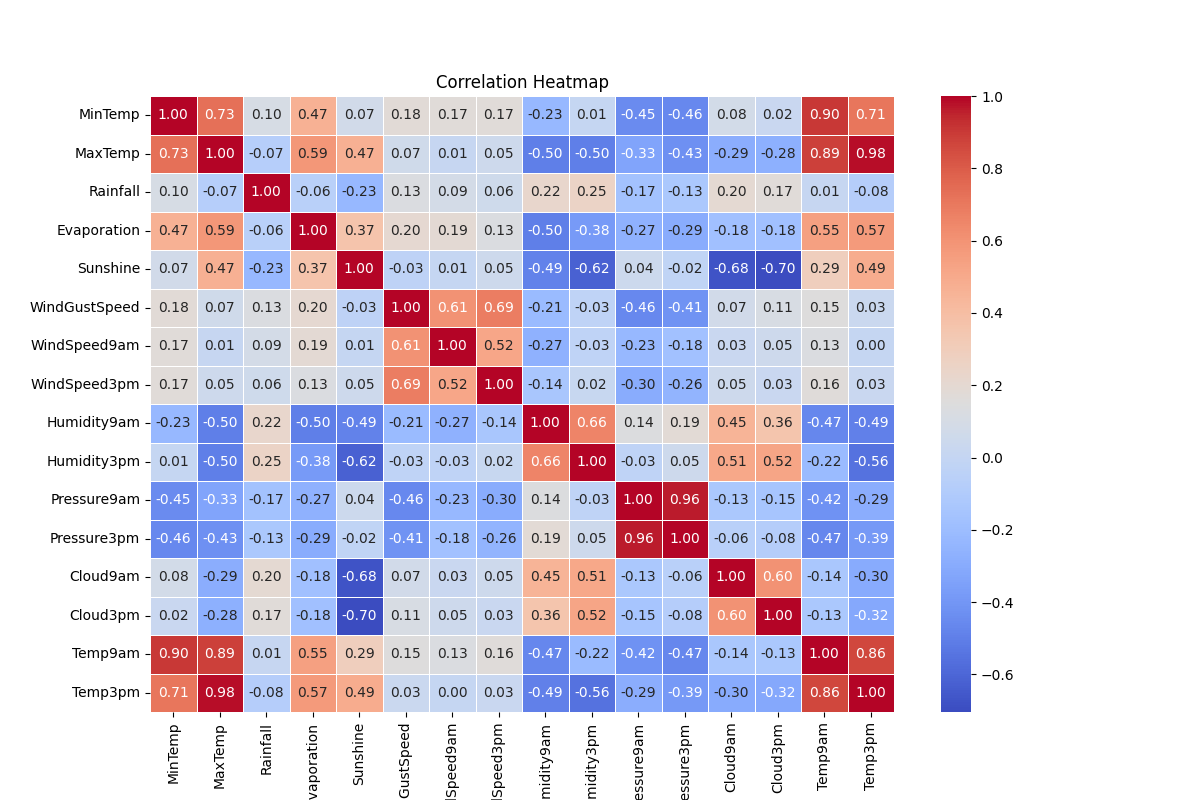 Correlation Heatmap
MinTemp 1.00 0.73 0.10 0.47 0.07 0.18 0.17 0.17 -0.23 0.01 -0.45 -0.46 0.08 0.02 0.90 0.71
MaxTemp 0.73 1.00 -0.07 0.59 0.47 0.07 0.01 0.05 -0.50 -0.50 -0.33 -0.43 -0.29 -0.28 0.89 0.98
Rainfall 0.10 -0.07 1.00 -0.06 -0.23 0.13 0.09 0.06 0.22 0.25 -0.17 -0.13 0.20 0.17 0.01 -0.08
Evaporation 0.47 0.59 -0.06 1.00 0.37 0.20 0.19 0.13 -0.50 -0.38 -0.27 -0.29 -0.18 -0.18 0.55 0.57
Sunshine 0.07 0.47 -0.23 0.37 1.00 -0.03 0.01 0.05 -0.49 -0.62 0.04 -0.02 -0.68 -0.70 0.29 0.49
WindGustSpeed 0.18 0.07 0.13 0.20 -0.03 1.00 0.61 0.69 -0.21 -0.03 -0.46 -0.41 0.07 0.11 0.15 0.03
WindSpeed9am 0.17 0.01 0.09 0.19 0.01 0.61 1.00 0.52 -0.27 -0.03 -0.23 -0.18 0.03 0.05 0.13 0.00
WindSpeed3pm 0.17 0.05 0.06 0.13 0.05 0.69 0.52 1.00 -0.14 0.02 -0.30 -0.26 0.05 0.03 0.16 0.03
Humidity9am -0.23 -0.50 0.22 -0.50 -0.49 -0.21 -0.27 -0.14 1.00 0.66 0.14 0.19 0.45 0.36 -0.47 -0.49
Humidity3pm 0.01 -0.50 0.25 -0.38 -0.62 -0.03 -0.03 0.02 0.66 1.00 -0.03 0.05 0.51 0.52 -0.22 -0.56
Pressure9am -0.45 -0.33 -0.17 -0.27 0.04 -0.46 -0.23 -0.30 0.14 -0.03 1.00 0.96 -0.13 -0.15 -0.42 -0.29
Pressure3pm -0.46 -0.43 -0.13 -0.29 -0.02 -0.41 -0.18 -0.26 0.19 0.05 0.96 1.00 -0.06 -0.08 -0.47 -0.39
Cloud9am 0.08 -0.29 0.20 -0.18 -0.68 0.07 0.03 0.05 0.45 0.51 -0.13 -0.06 1.00 0.60 -0.14 -0.30
Cloud3pm 0.02 -0.28 0.17 -0.18 -0.70 0.11 0.05 0.03 0.36 0.52 -0.15 -0.08 0.60 1.00 -0.13 -0.32
Temp9am 0.90 0.89 0.01 0.55 0.29 0.15 0.13 0.16 -0.47 -0.22 -0.42 -0.47 -0.14 -0.13 1.00 0.86
Temp3pm 0.71 0.98 -0.08 0.57 0.49 0.03 0.00 0.03 -0.49 -0.56 -0.29 -0.39 -0.30 -0.32 0.86 1.00
MinTemp
MaxTemp
Rainfall
vaporation
Sunshine
GustSpeed
dSpeed9am
dSpeed3pm
midity9am
midity3pm
essure9am
essure3pm
Cloud9am
Cloud3pm
Temp9am
Temp3pm
1.0
0.8
0.6
0.4
0.2
0.0
−0.2
−0.4
−0.6